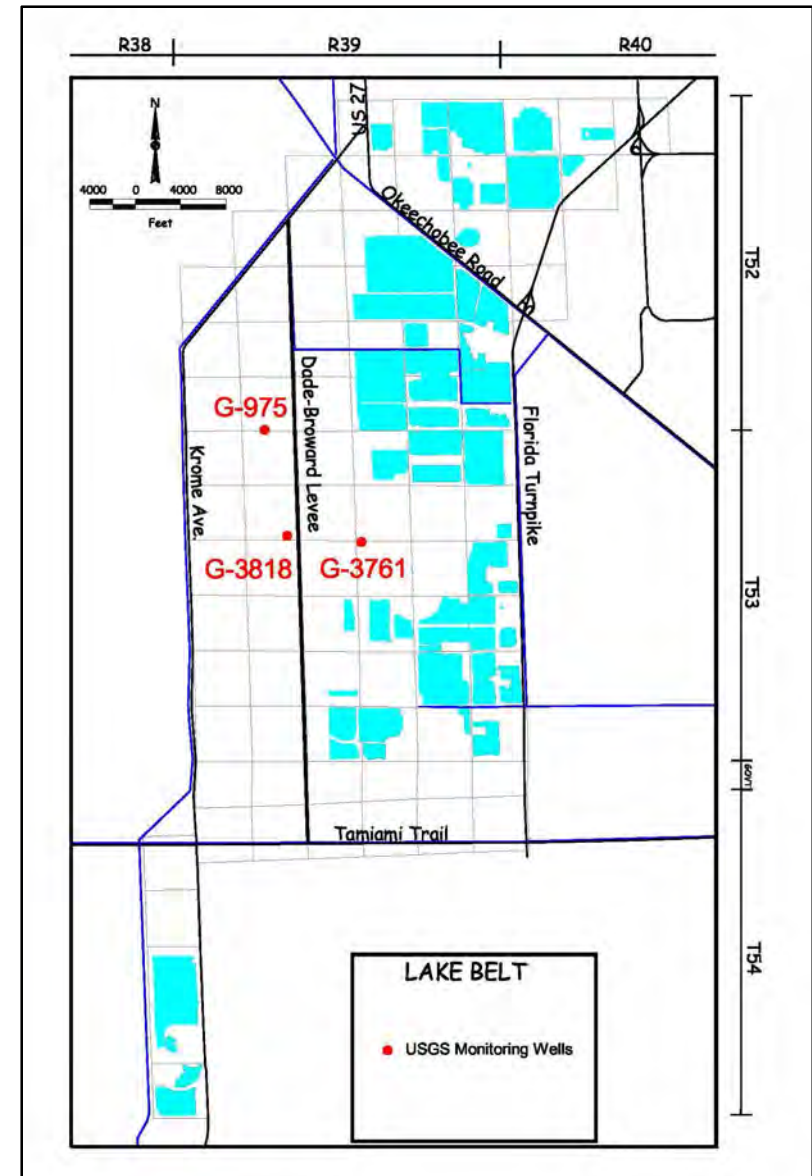 R38
R39
R40
US 27
N
4000 0 4000 8000
Feet
Okeechobee Road
T52
G-975
Dade-Broward Levee
Florida Turnpike
Krome Ave.
G-3818
G-3761
T53
GOVT
Tamiami Trail
T54
LAKE BELT
USGS Monitoring Wells